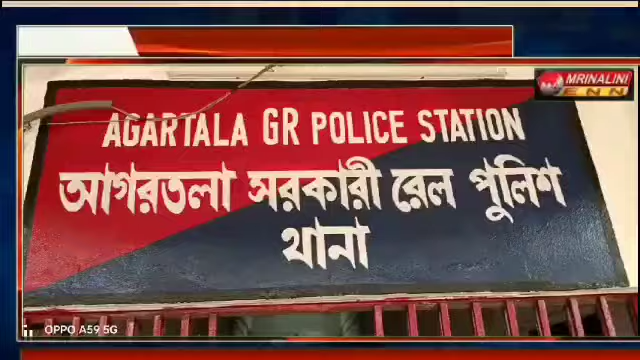 MRINALINI
ENN
AGARTALA GR POLICE STATION
আগরতলা সরকারী রেল পুলিশ
থানা
OPPO A59 5G